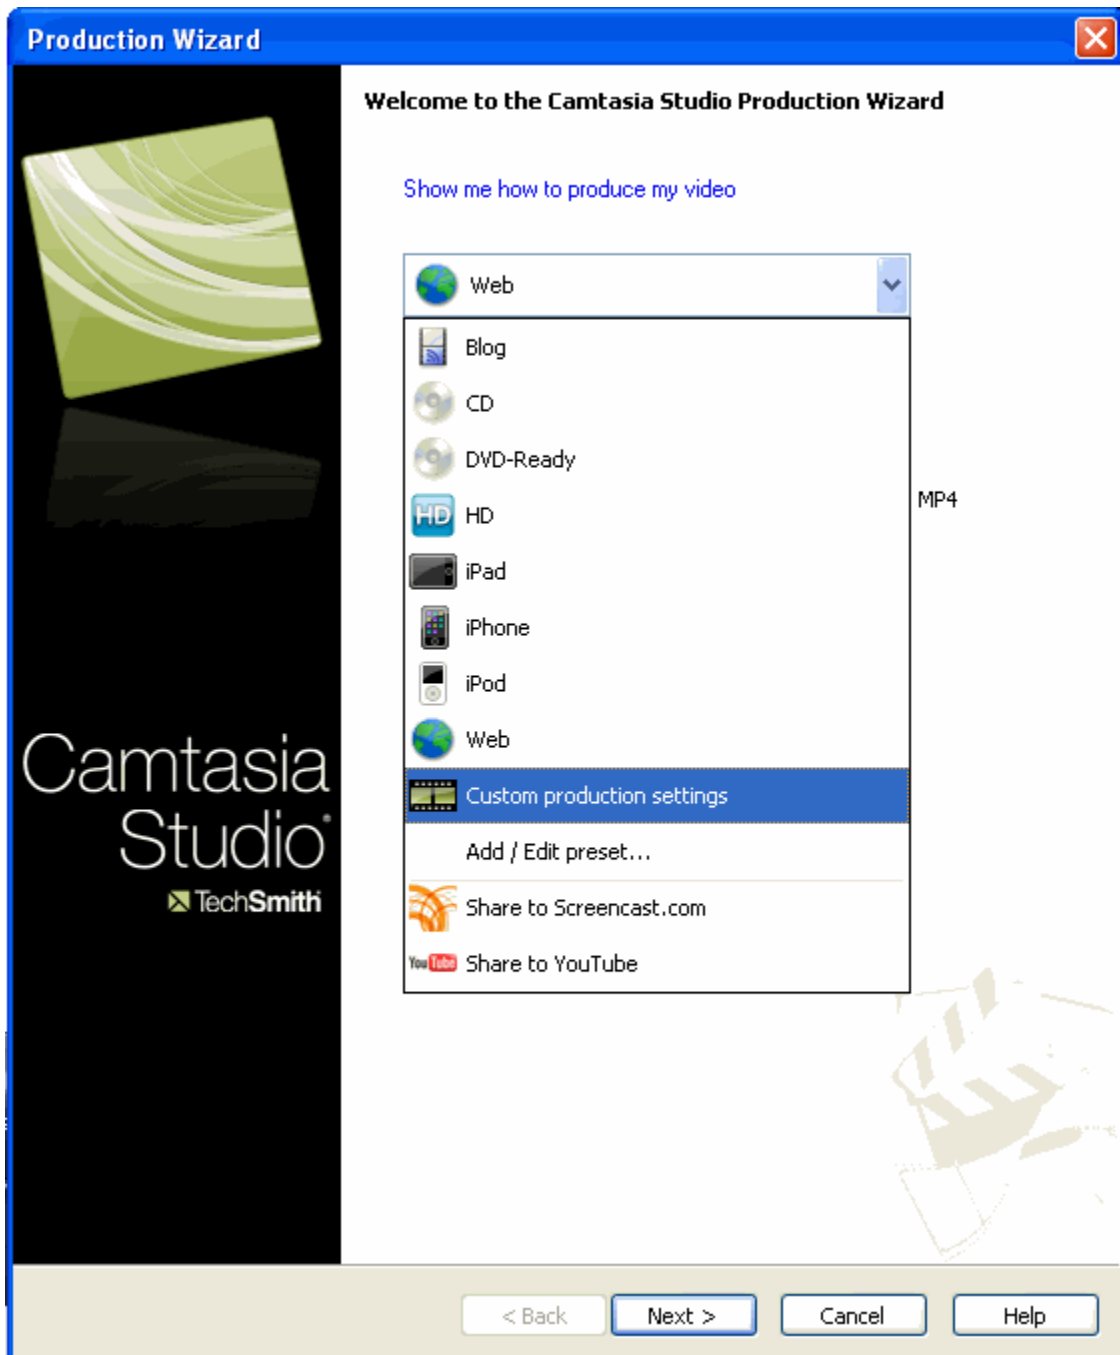 Production Wizard
Welcome to the Camtasia Studio Production Wizard
Show me how to produce my video
Web
Blog
CD
DVD-Ready
HD HD
MP4
iPad
iPhone
iPod
Web
Custom production settings
Add / Edit preset...
Share to Screencast.com
YouTube Share to YouTube
Camtasia
Studio®
TechSmith
< Back Next > Cancel Help